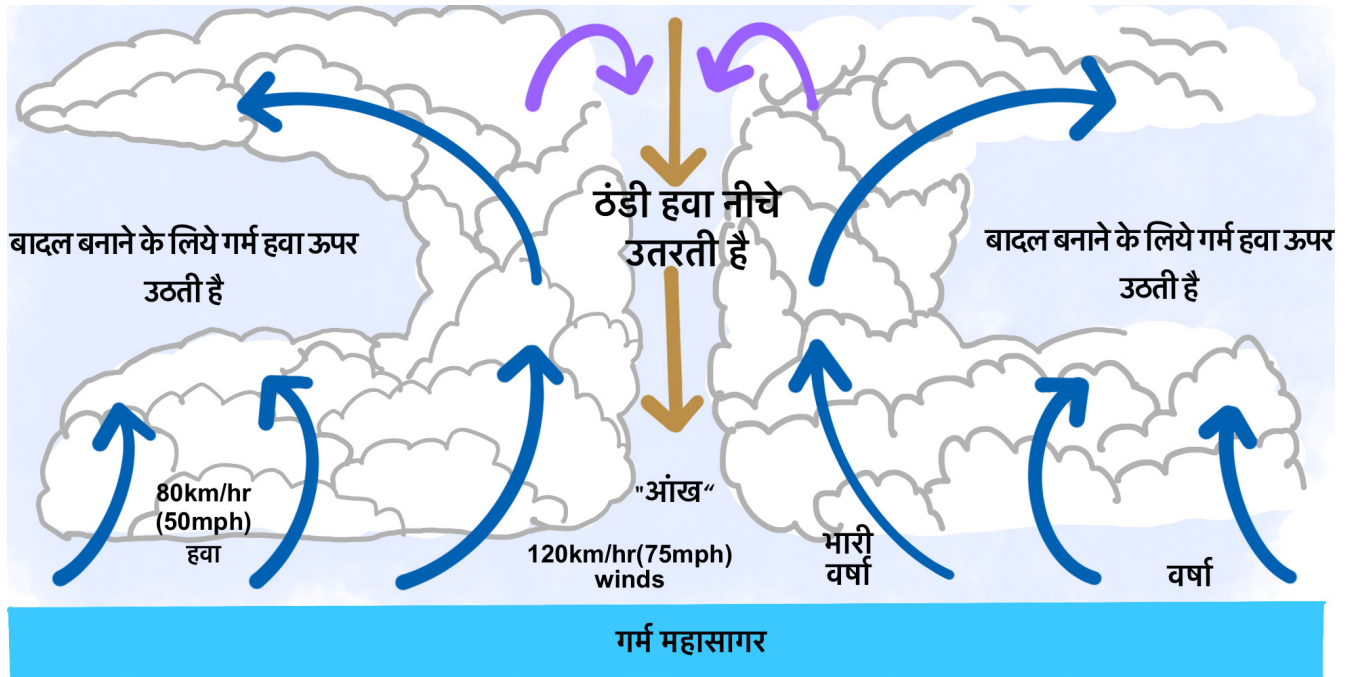 ठंडी हवा नीचे
उतरती है
बादल बनाने के लिये गर्म हवा ऊपर
उठती है
बादल बनाने के लिये गर्म हवा ऊपर
उठती है
80km/hr
(50mph)
हवा
"आंख“
120km/hr(75mph)
winds
भारी
वर्षा
वर्षा
गर्म महासागर